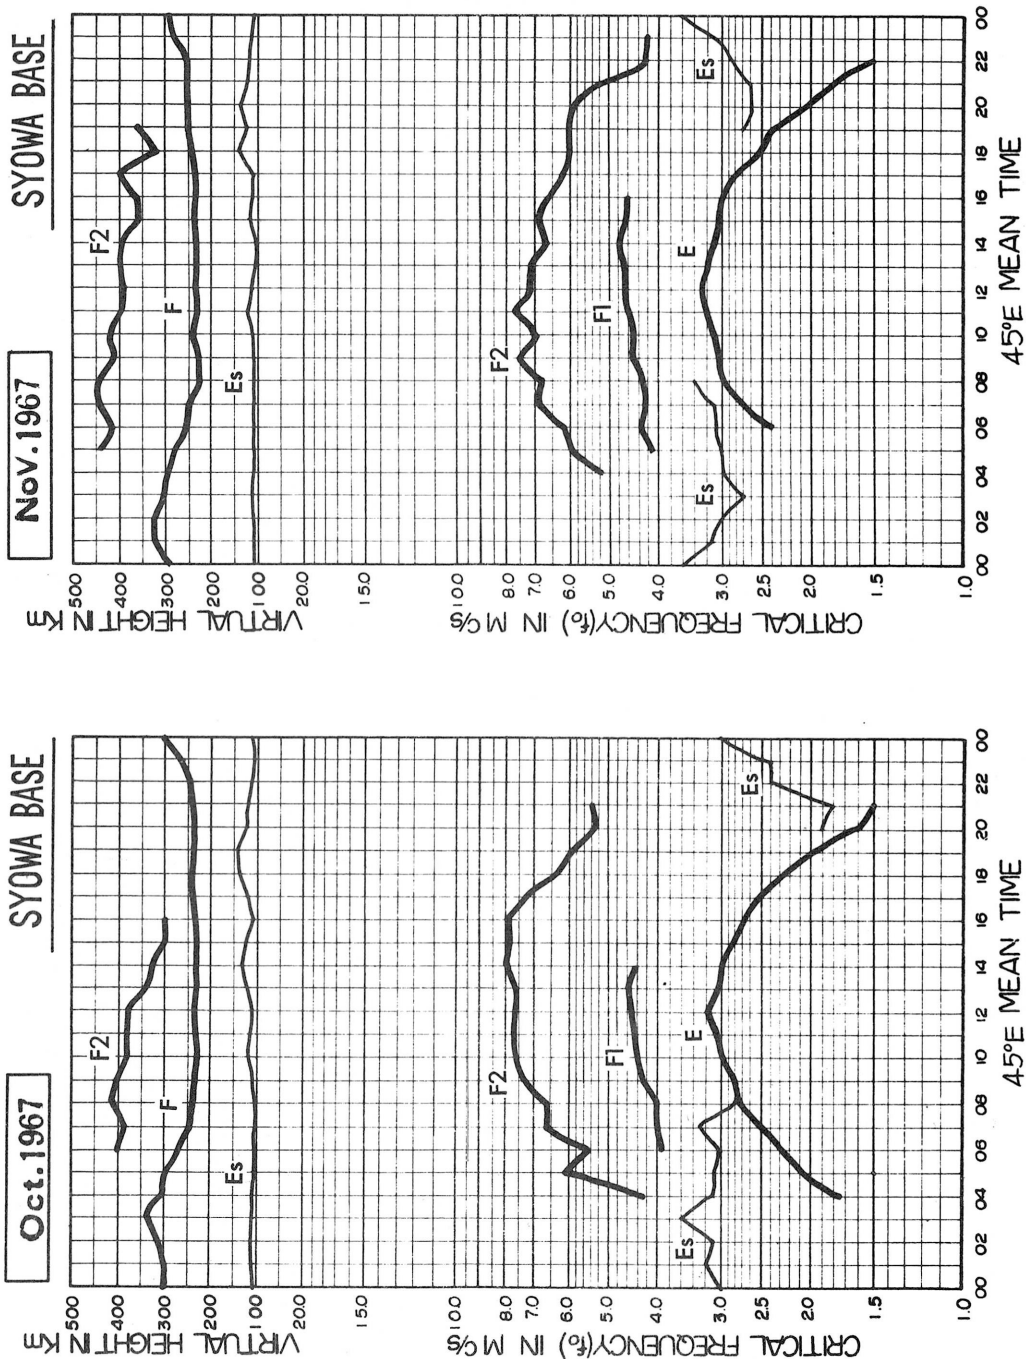 Oct. 1967
SYOWA BASE
VIRTUAL HEIGHT IN Km
500
400
300
200
100
F2
F
Es
CRITICAL FREQUENCY(fo) IN M C/s
15.0
10.0
8.0
7.0
6.0
5.0
4.0
3.0
2.5
2.0
1.5
1.0
F2
F1
E
Es
Es
00 02 04 06 08 10 12 14 16 18 20 22 00
45°E MEAN TIME
Nov. 1967
SYOWA BASE
VIRTUAL HEIGHT IN Km
500
400
300
200
100
F2
F
Es
CRITICAL FREQUENCY(fo) IN M C/s
15.0
10.0
8.0
7.0
6.0
5.0
4.0
3.0
2.5
2.0
1.5
1.0
F2
F1
E
Es
Es
00 02 04 06 08 10 12 14 16 18 20 22 00
45°E MEAN TIME